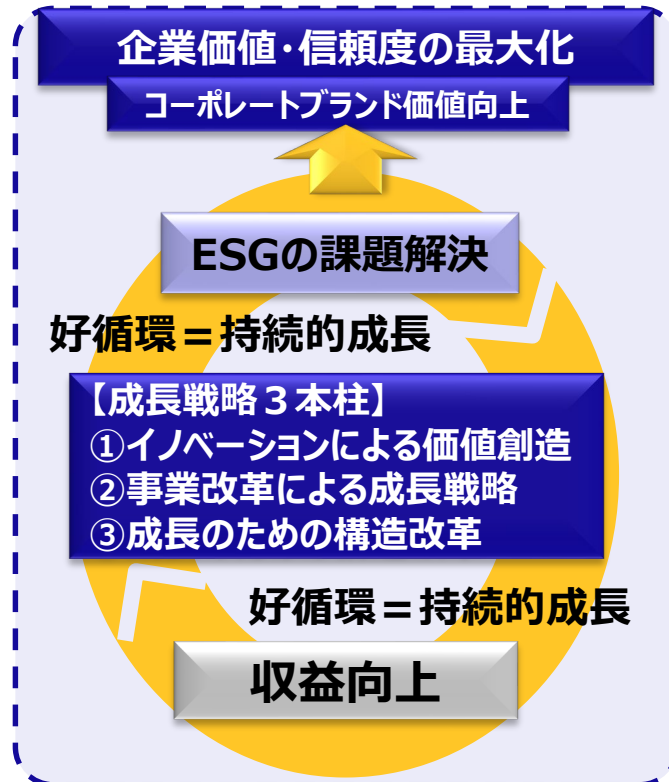 企業価値・信頼度の最大化
コーポレートブランド価値向上
ESGの課題解決
好循環＝持続的成長
【成長戦略３本柱】
①イノベーションによる価値創造
②事業改革による成長戦略
③成長のための構造改革
好循環＝持続的成長
収益向上